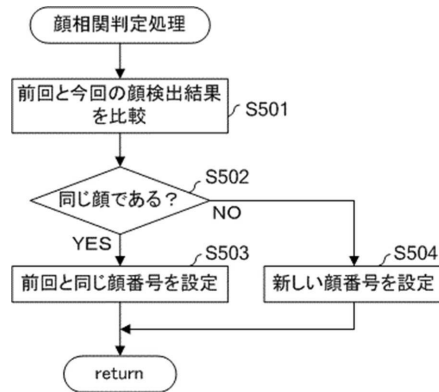 顔相関判定処理
前回と今回の顔検出結果
を比較
S501
同じ顔である？
S502
NO
YES
S503
前回と同じ顔番号を設定
S504
新しい顔番号を設定
return